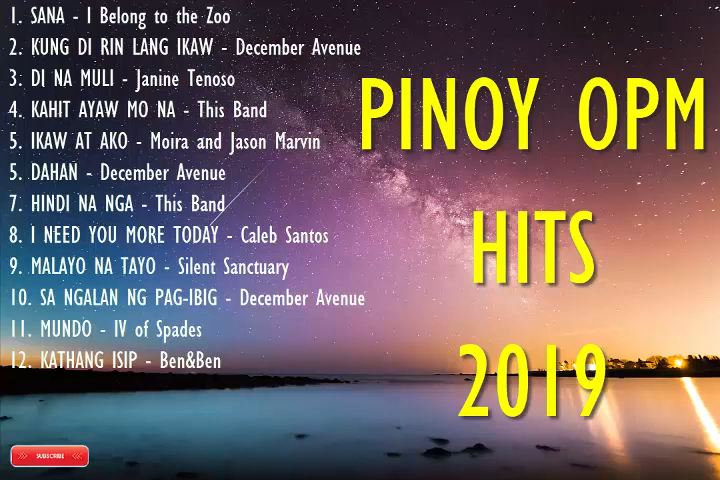 1. SANA - I Belong to the Zoo
2. KUNG DI RIN LANG IKAW - December Avenue
3. DI NA MULI - Janine Tenoso
4. KAHIT AYAW MO NA - This Band
5. IKAW AT AKO - Moira and Jason Marvin
5. DAHAN - December Avenue
7. HINDI NA NGA - This Band
8. I NEED YOU MORE TODAY - Caleb Santos
9. MALAYO NA TAYO - Silent Sanctuary
10. SA NGALAN NG PAG-IBIG - December Avenue
11. MUNDO - IV of Spades
12. KATHANG ISIP - Ben&Ben
PINOY OPM
HITS
2019
SUBSCRIBE